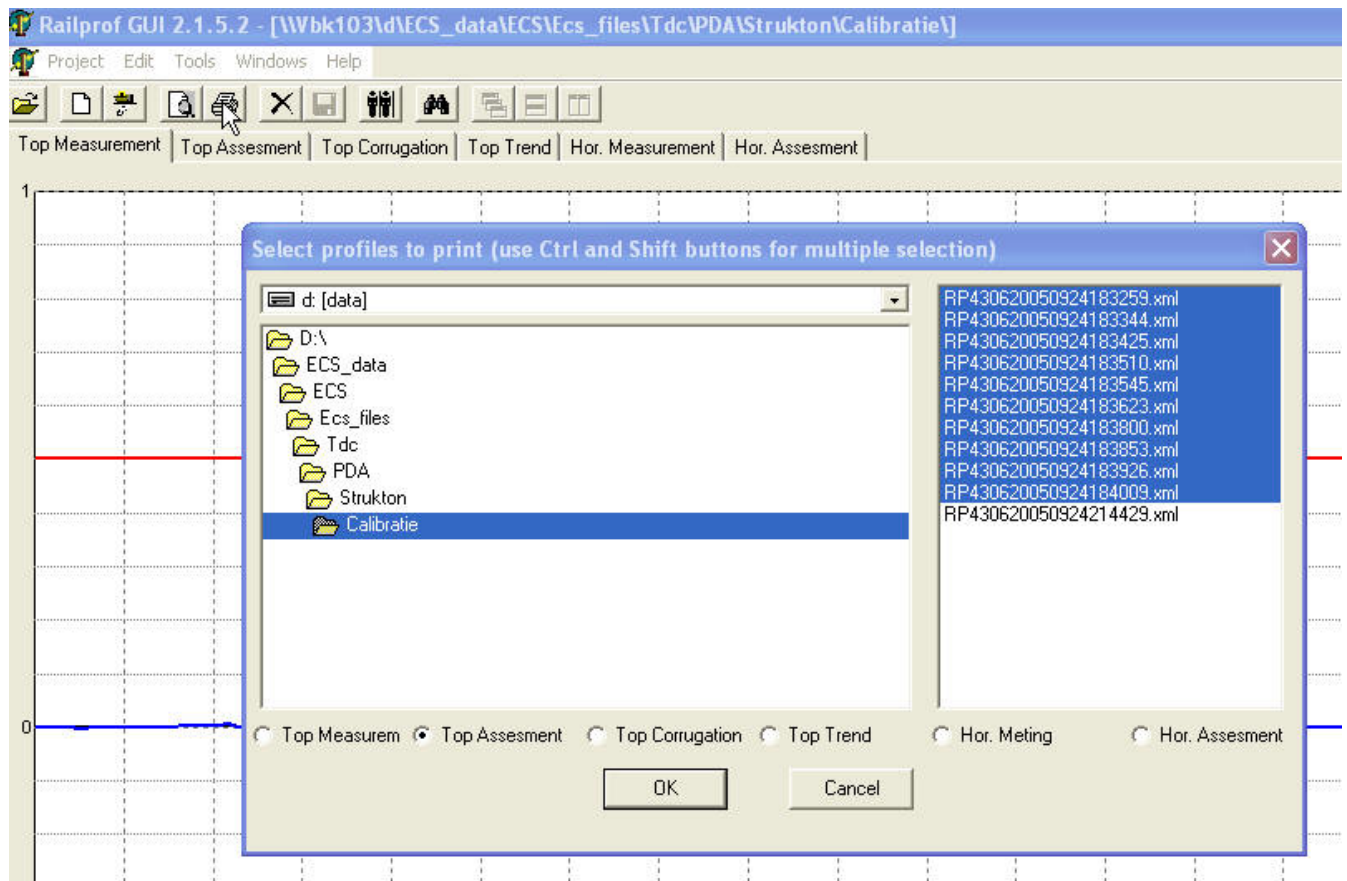 Railprof GUI 2.1.5.2 - [\\Vbk103\d\ECS_data\ECS\Ecs_files\Tdc\PDA\Strukton\Calibratie\]
Project Edit Tools Windows Help
Top Measurement Top Assesment Top Corrugation Top Trend Hor. Measurement Hor. Assesment
1
Select profiles to print (use Ctrl and Shift buttons for multiple selection)
d: [data]
D:\
ECS_data
ECS
Ecs_files
Tdc
PDA
Strukton
Calibratie
RP430620050924183259.xml
RP430620050924183344.xml
RP430620050924183425.xml
RP430620050924183510.xml
RP430620050924183545.xml
RP430620050924183623.xml
RP430620050924183800.xml
RP430620050924183853.xml
RP430620050924183926.xml
RP430620050924184009.xml
RP430620050924214429.xml
0
Top Measurem Top Assesment Top Corrugation Top Trend Hor. Meting Hor. Assesment
OK Cancel